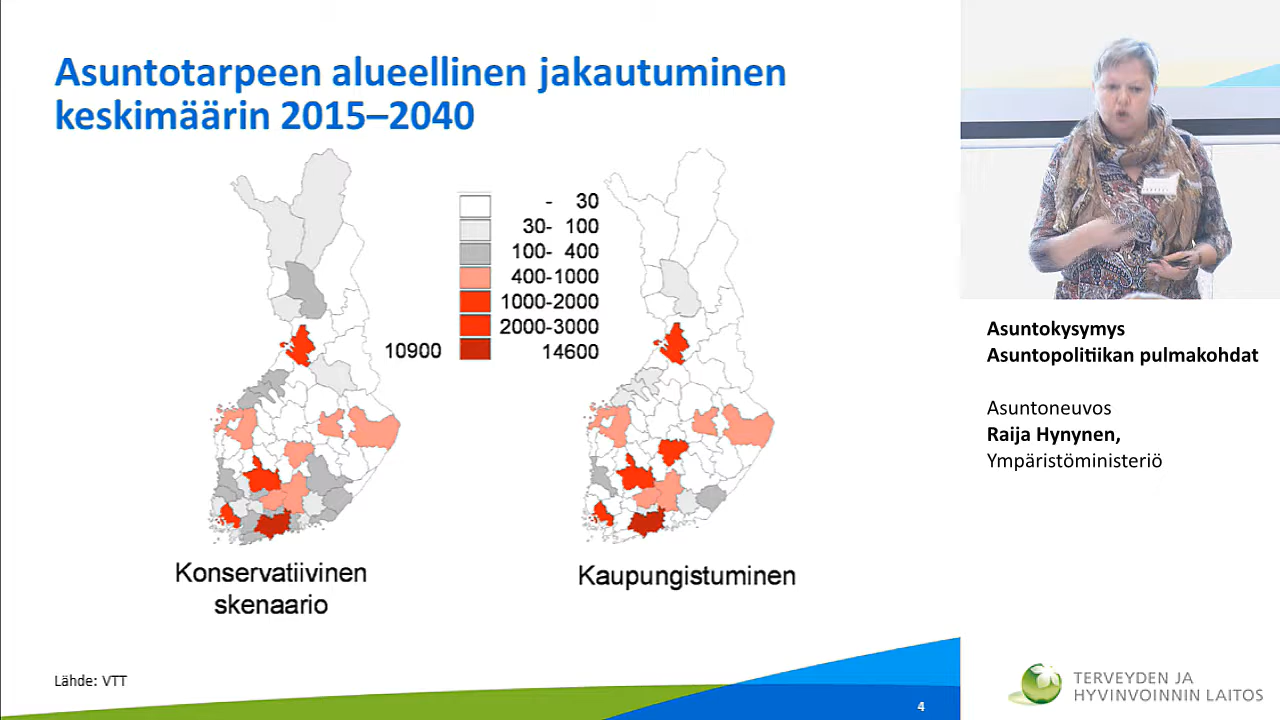 Asuntotarpeen alueellinen jakautuminen
keskimäärin 2015–2040
- 30
30- 100
100- 400
400-1000
1000-2000
2000-3000
10900
14600
Konservatiivinen
skenaario
Kaupungistuminen
Lähde: VTT
4
Asuntokysymys
Asuntopolitiikan pulmakohdat
Asuntoneuvos
Raija Hynynen,
Ympäristöministeriö
TERVEYDEN JA
HYVINVOINNIN LAITOS